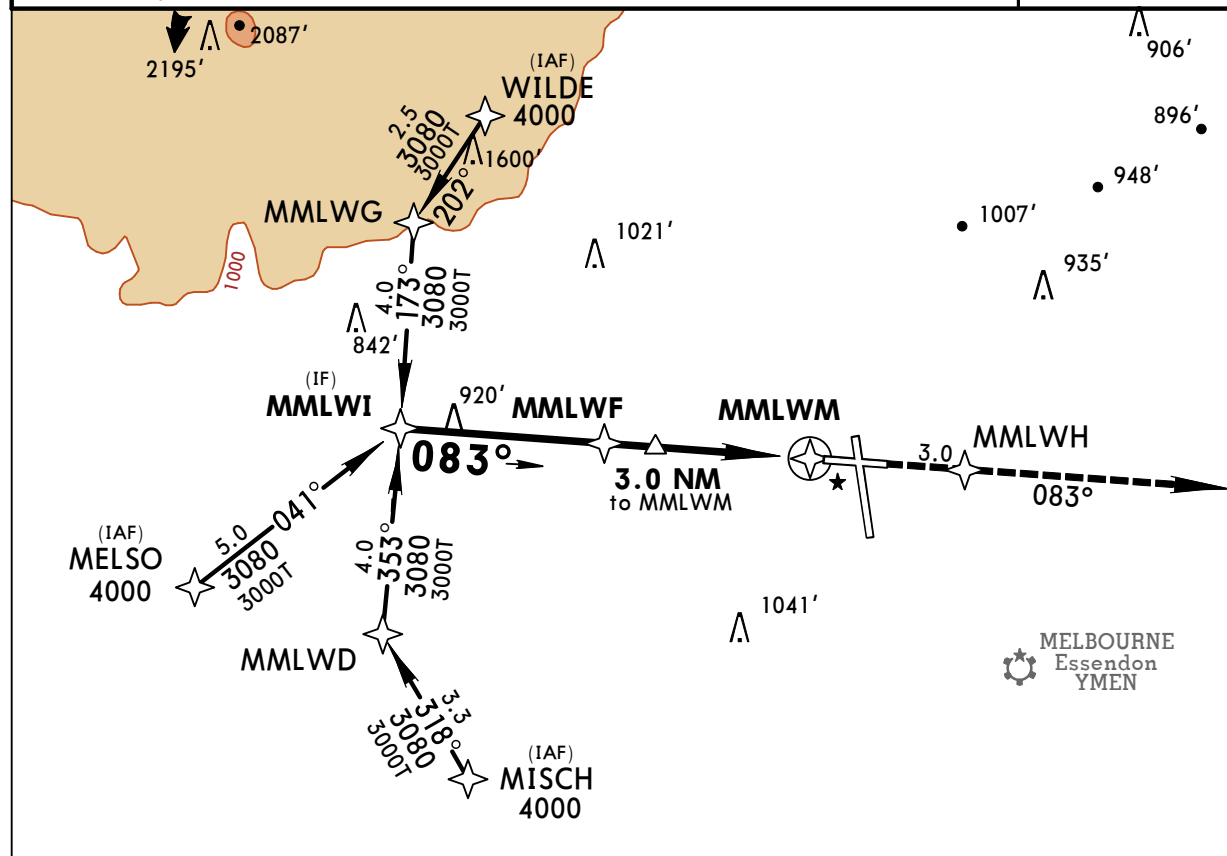 2087'
2195'
906'
(IAF)
WILDE
4000
896'
2.5
3080
3000T
1600'
202°
948'
MMLWG
1007'
1021'
1000
935'
4.0
173°
3080
3000T
842'
(IF)
MMLWI
920'
MMLWF
MMLWM
083°
3.0
MMLWH
3.0 NM
to MMLWM
083°
(IAF)
MELSO
4000
5.0
041°
3080
3000T
4.0
353°
3080
3000T
1041'
MMLWD
MELBOURNE
Essendon
YMEN
3.3
318°
3080
3000T
(IAF)
MISCH
4000